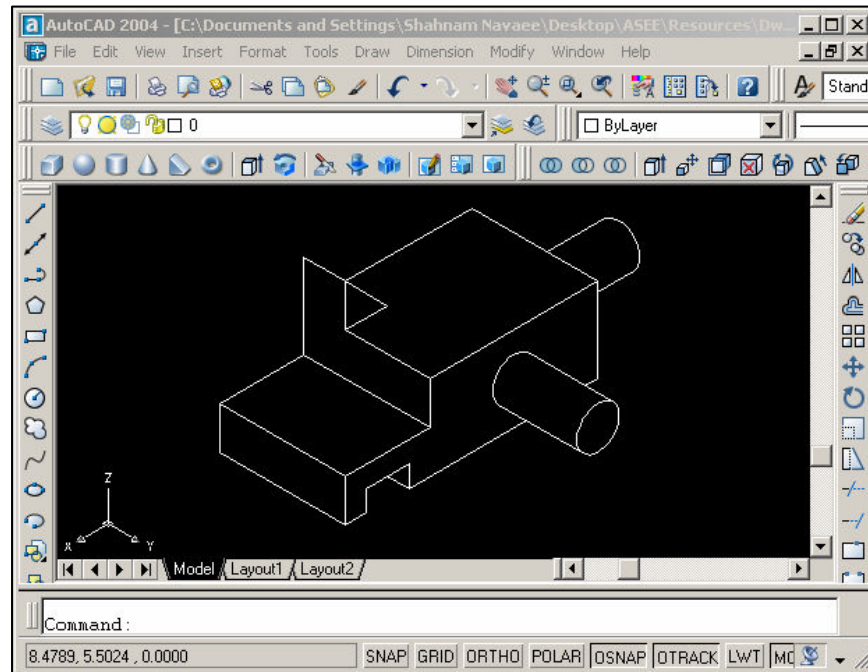 AutoCAD 2004 - [C:\Documents and Settings\Shahnam Navaee\Desktop\ASEE\Resources\Dw...
File Edit View Insert Format Tools Draw Dimension Modify Window Help
Stand
0 ByLayer
Z
X Y
Model Layout1 Layout2
Command:
8.4789, 5.5024 , 0.0000 SNAP GRID ORTHO POLAR OSNAP OTRACK LWT MO